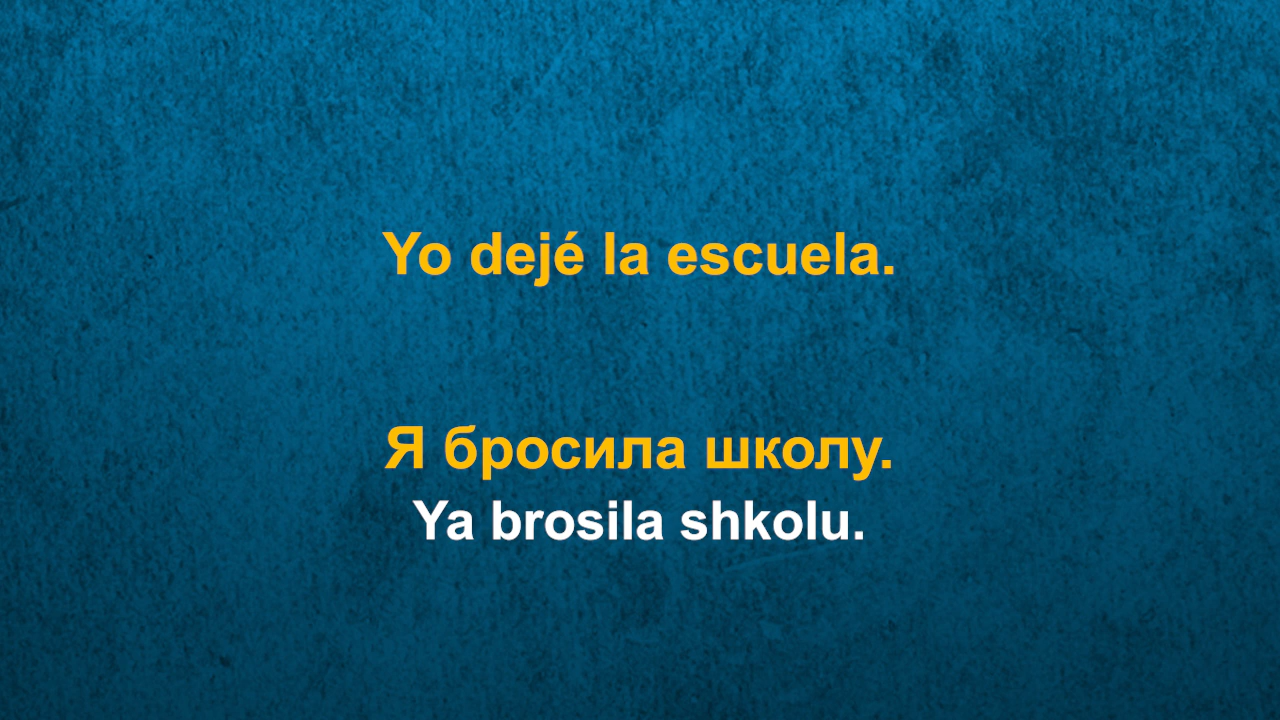 Yo dejé la escuela.
Я бросила школу.
Ya brosila shkolu.